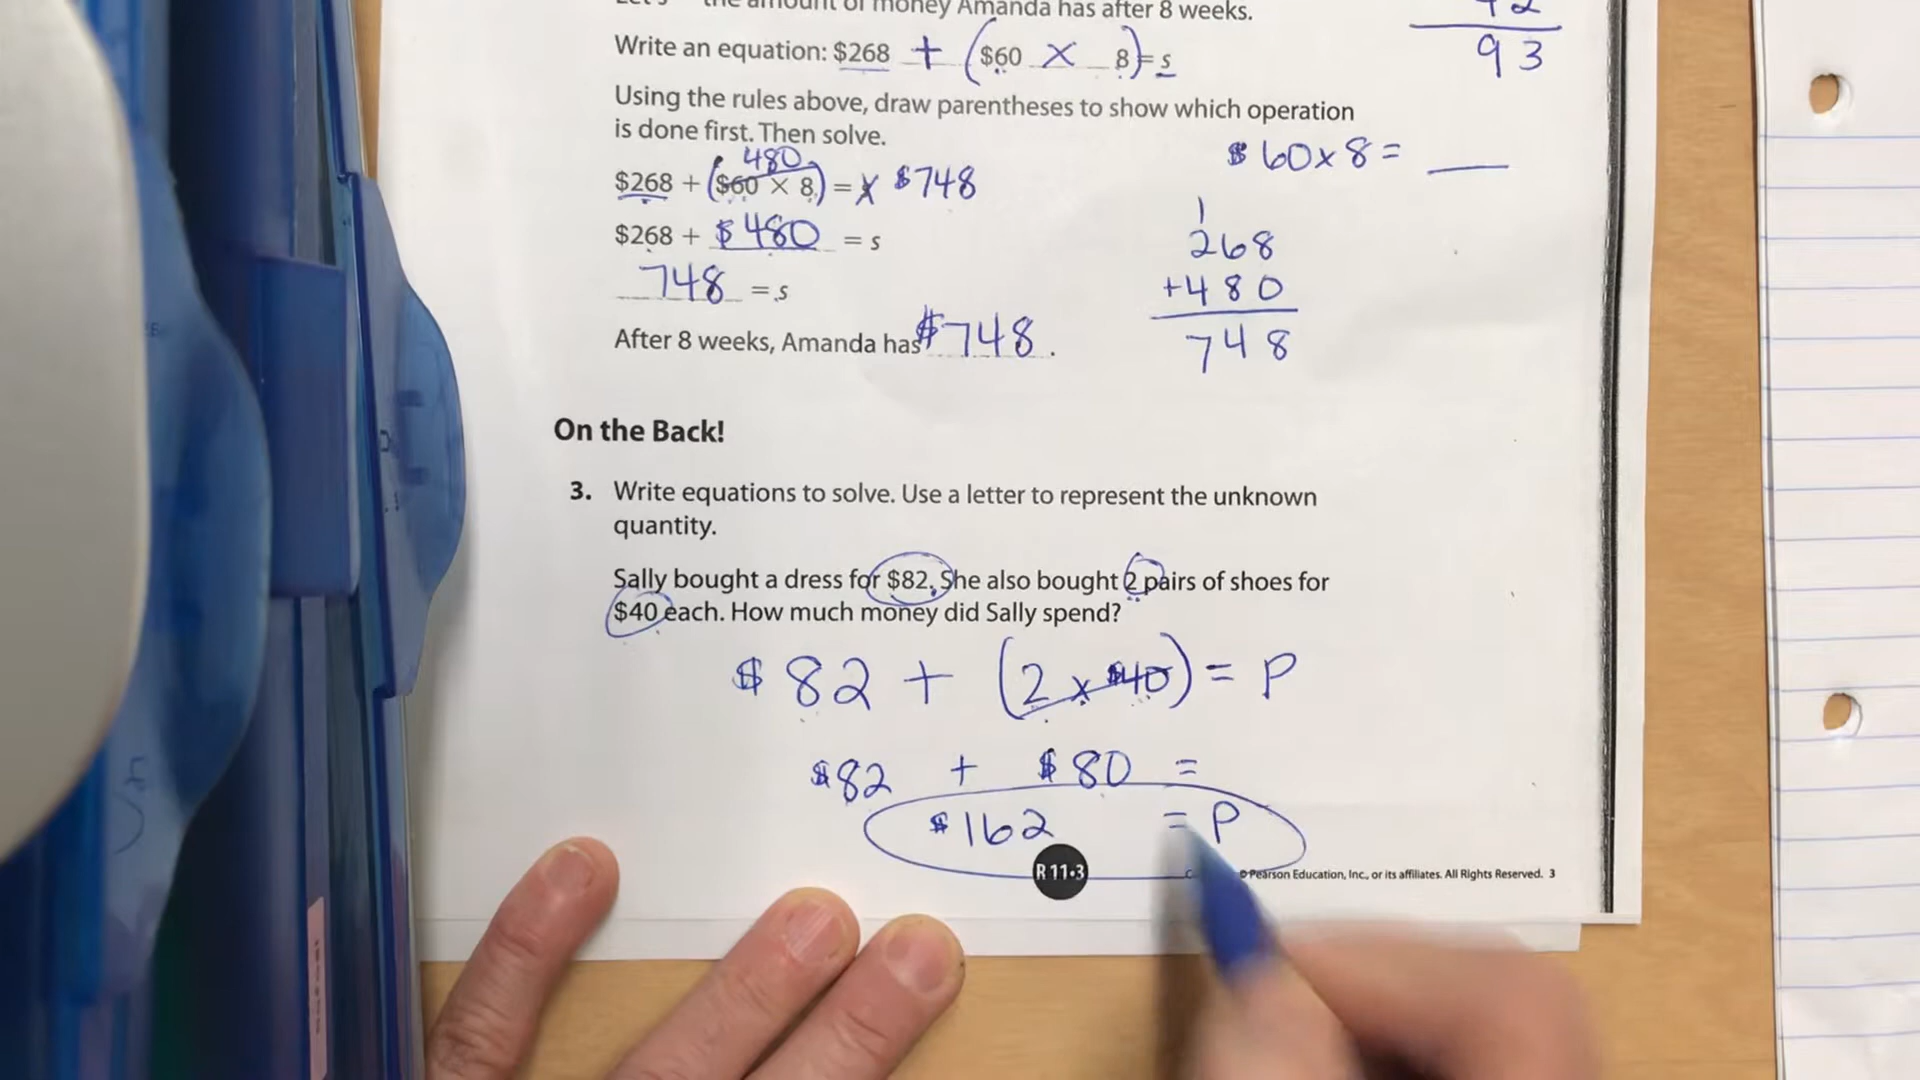 the amount of money Amanda has after 8 weeks.
42
93
Write an equation: $268 + ($60 X 8) = s
Using the rules above, draw parentheses to show which operation
is done first. Then solve.
$60 x 8 =
480
$268 + ($60 × 8) = $748
$268 + $480 = s
748 = s
1
268
+480
748
After 8 weeks, Amanda has $748.
On the Back!
3. Write equations to solve. Use a letter to represent the unknown
quantity.
Sally bought a dress for $82. She also bought 2 pairs of shoes for
$40 each. How much money did Sally spend?
$82 + (2 x $40) = P
$82 + $80 =
$162 = P
R 11•3
© Pearson Education, Inc., or its affiliates. All Rights Reserved. 3